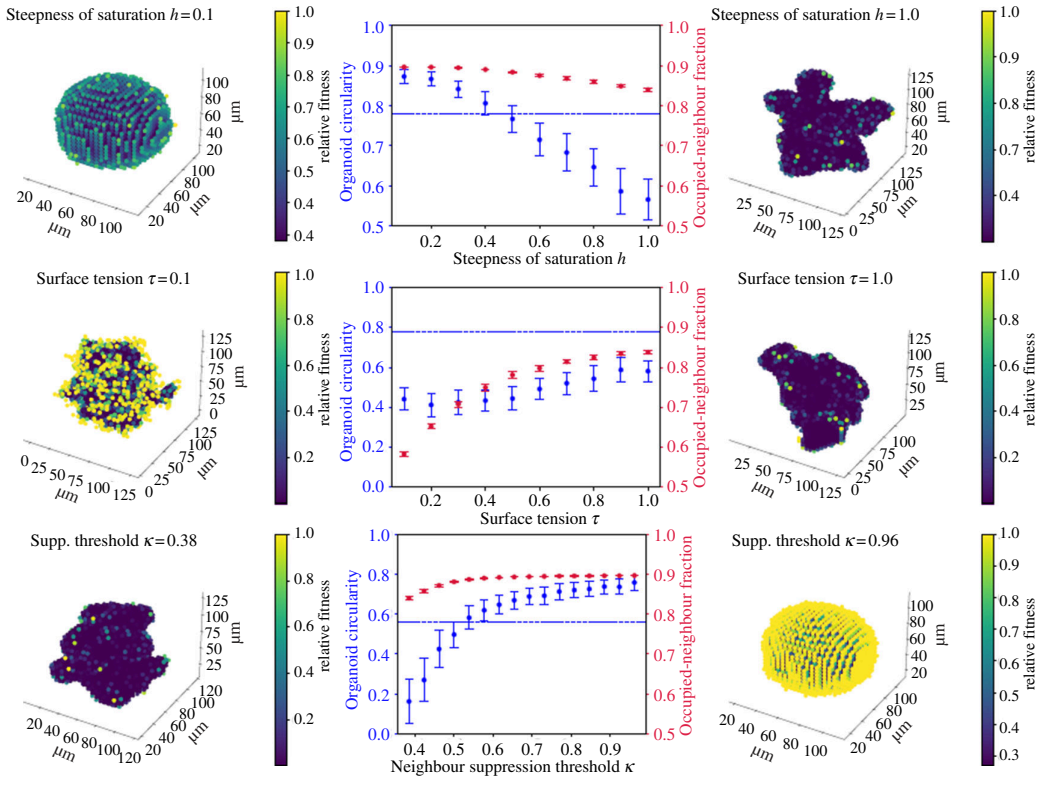 Steepness of saturation h=0.1
Steepness of saturation h=1.0
1.0
0.9
0.8
0.7
0.6
0.5
0.4
relative fitness
100
80
60
40
20
μm
20 40 60 80 100
μm
20 40 60 80 100
μm
1.0
0.9
0.8
0.7
0.6
0.5
Organoid circularity
1.0
0.9
0.8
0.7
0.6
0.5
Occupied-neighbour fraction
0.2 0.4 0.6 0.8 1.0
Steepness of saturation h
125
100
80
60
40
20
μm
25 50 75 100 125
μm
0 25 50 75 100 125
μm
1.0
0.9
0.8
0.7
0.4
relative fitness
Surface tension τ=0.1
Surface tension τ=1.0
1.0
0.8
0.6
0.4
0.2
relative fitness
125
100
75
50
25
0
μm
0 25 50 75 100 125
μm
0 25 50 75 100 125
μm
1.0
0.8
0.6
0.4
0.2
0.0
Organoid circularity
1.0
0.9
0.8
0.7
0.6
0.5
Occupied-neighbour fraction
0.2 0.4 0.6 0.8 1.0
Surface tension τ
125
100
75
50
25
μm
25 50 75 100 125
μm
0 25 50 75 100
μm
1.0
0.8
0.6
0.4
0.2
relative fitness
Supp. threshold κ=0.38
Supp. threshold κ=0.96
1.0
0.8
0.6
0.4
0.2
relative fitness
125
100
75
50
25
μm
20 40 60 80 100 120
μm
20 40 60 80 100 120
μm
1.0
0.8
0.6
0.4
0.2
0.0
Organoid circularity
1.0
0.9
0.8
0.7
0.6
0.5
Occupied-neighbour fraction
0.4 0.5 0.6 0.7 0.8 0.9
Neighbour suppression threshold κ
100
80
60
40
20
μm
20 40 60 80 100
μm
20 40 60 80 100
μm
1.0
0.9
0.8
0.7
0.6
0.5
0.4
0.3
relative fitness